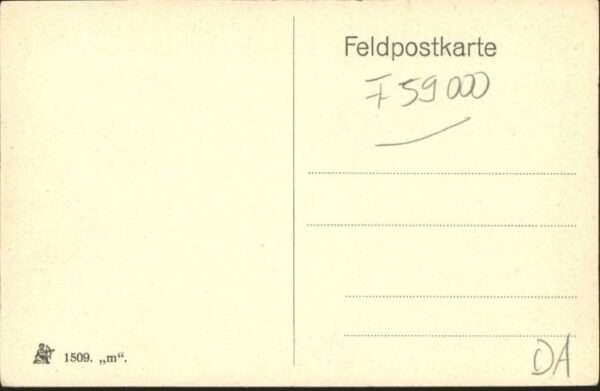 Feldpostkarte
F 59 000
1509. „m“.
DA